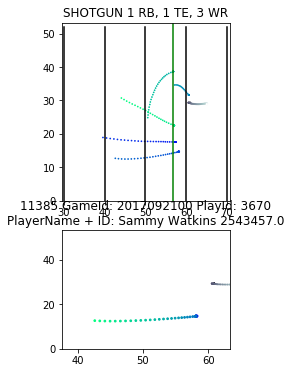 SHOTGUN 1 RB, 1 TE, 3 WR
50
40
30
20
10
0
30 40 50 60 70
11385 GameId: 2017092100 PlayId: 3670
PlayerName + ID: Sammy Watkins 2543457.0
40
20
0
40 50 60